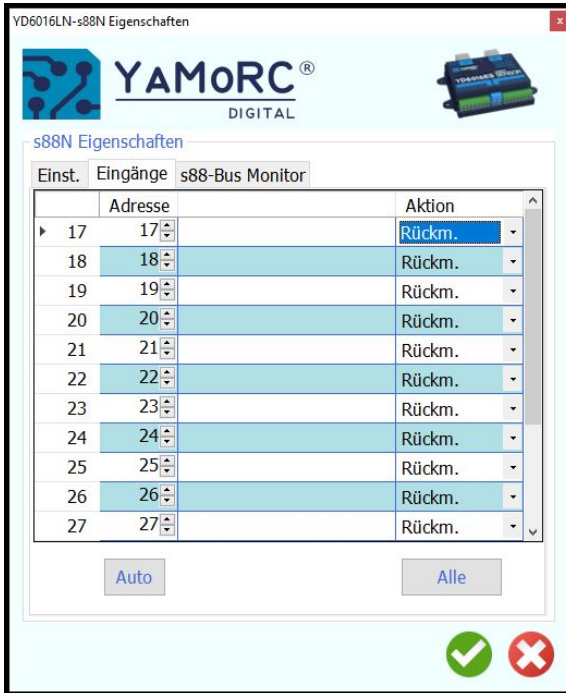 YD6016LN-s88N Eigenschaften
YAMORC®
DIGITAL
s88N Eigenschaften
Einst. Eingänge s88-Bus Monitor
Adresse Aktion
17 17 Rückm.
18 18 Rückm.
19 19 Rückm.
20 20 Rückm.
21 21 Rückm.
22 22 Rückm.
23 23 Rückm.
24 24 Rückm.
25 25 Rückm.
26 26 Rückm.
27 27 Rückm.
Auto Alle